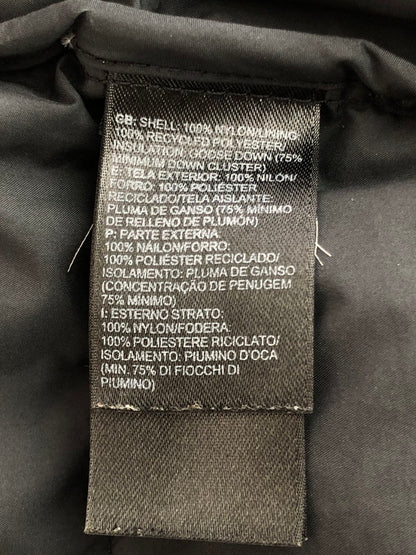 GB: SHELL: 100% NYLON/LINING:
100% RECYCLED POLYESTER/
INSULATION: GOOSE DOWN (75%
MINIMUM DOWN CLUSTER)
E: TELA EXTERIOR: 100% NILÓN/
FORRO: 100% POLIÉSTER
RECICLADO/TELA AISLANTE:
PLUMA DE GANSO (75% MÍNIMO
DE RELLENO DE PLUMÓN)
P: PARTE EXTERNA:
100% NÁILON/FORRO:
100% POLIÉSTER RECICLADO/
ISOLAMENTO: PLUMA DE GANSO
(CONCENTRAÇÃO DE PENUGEM
75% MÍNIMO)
I: ESTERNO STRATO:
100% NYLON/FODERA:
100% POLIESTERE RICICLATO/
ISOLAMENTO: PIUMINO D'OCA
(MIN. 75% DI FIOCCHI DI
PIUMINO)